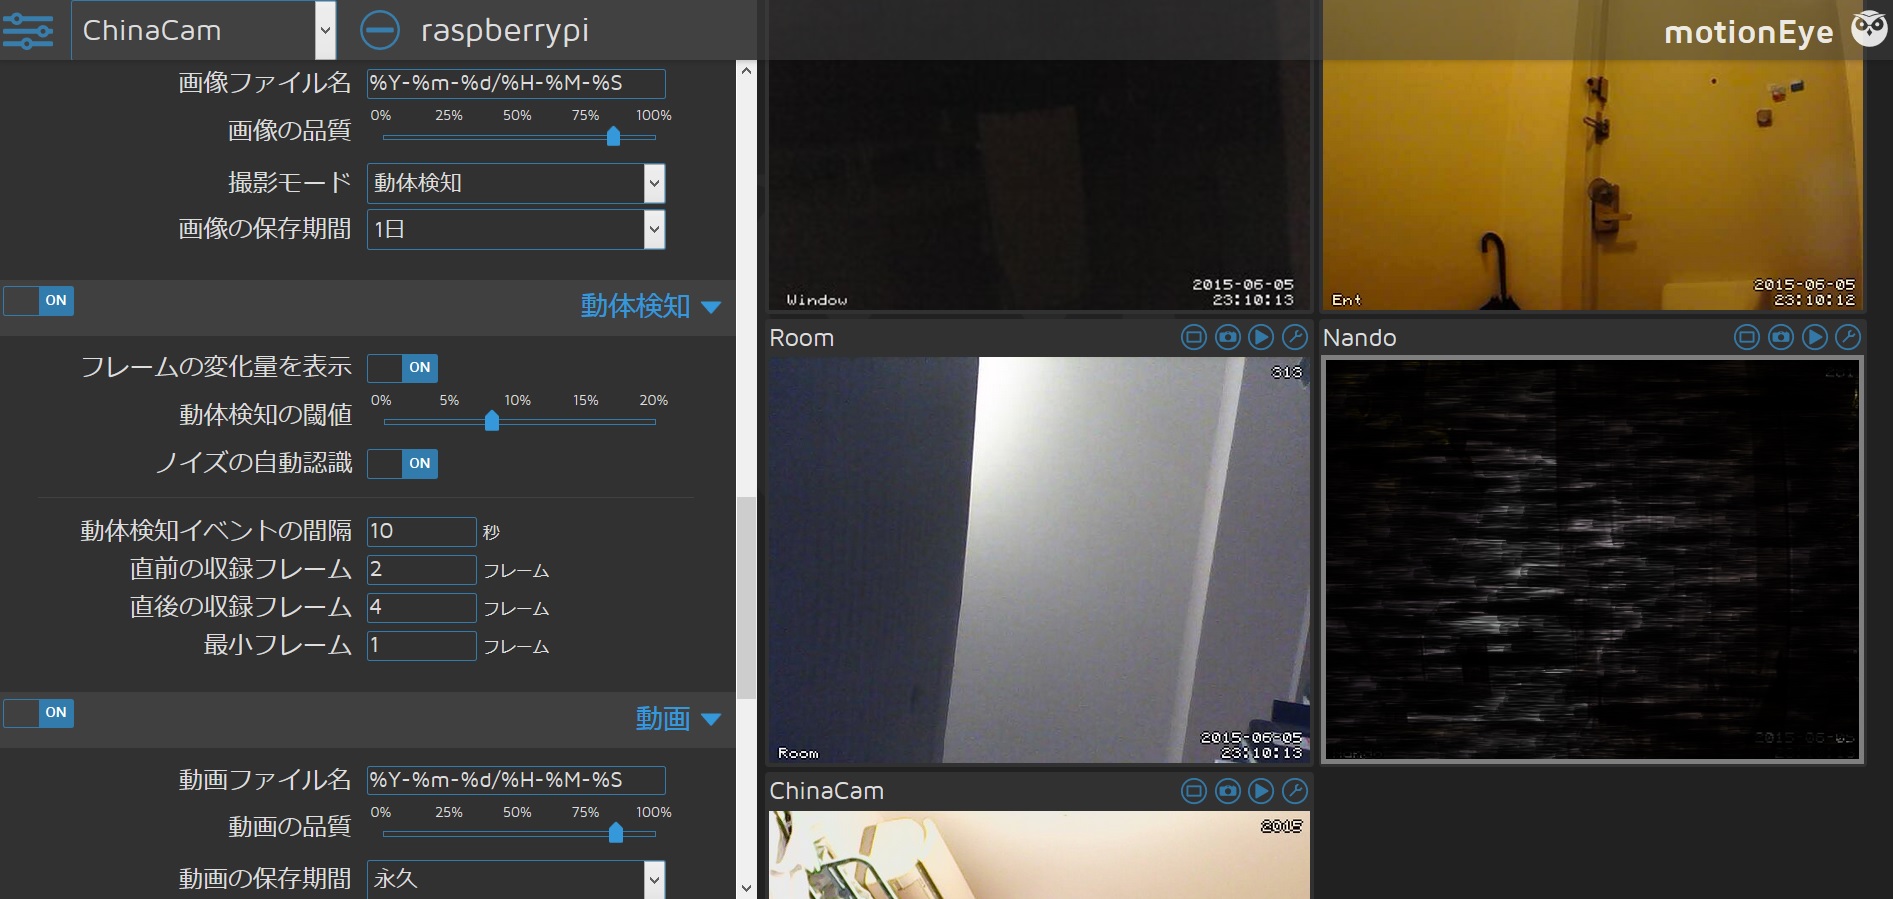 ChinaCam
raspberrypi
motionEye
画像ファイル名
%Y-%m-%d/%H-%M-%S
画像の品質
0% 25% 50% 75% 100%
撮影モード
動体検知
画像の保存期間
1日
ON
動体検知
フレームの変化量を表示
ON
動体検知の閾値
0% 5% 10% 15% 20%
ノイズの自動認識
ON
動体検知イベントの間隔
10
秒
直前の収録フレーム
2
フレーム
直後の収録フレーム
4
フレーム
最小フレーム
1
フレーム
ON
動画
動画ファイル名
%Y-%m-%d/%H-%M-%S
動画の品質
0% 25% 50% 75% 100%
動画の保存期間
永久
Window
2015-06-05
23:10:13
Ent
2015-06-05
23:10:12
Room
313
Room
2015-06-05
23:10:13
Nando
2015-06-05
ChinaCam
2015